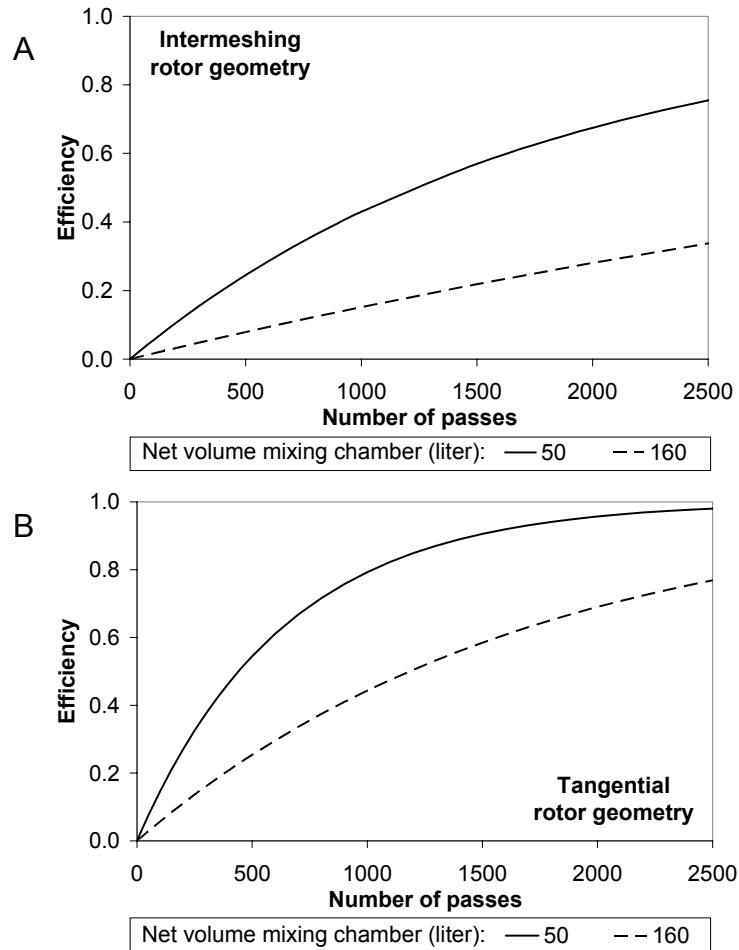 A
Intermeshing
rotor geometry
Efficiency
1.0
0.8
0.6
0.4
0.2
0.0
0 500 1000 1500 2000 2500
Number of passes
Net volume mixing chamber (liter): 50 160
B
Efficiency
1.0
0.8
0.6
0.4
0.2
0.0
Tangential
rotor geometry
0 500 1000 1500 2000 2500
Number of passes
Net volume mixing chamber (liter): 50 160